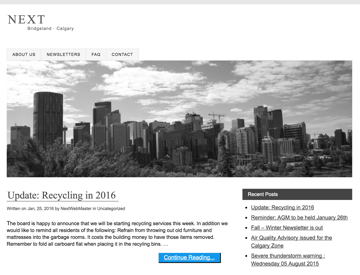 NEXT
Bridgeland | Calgary
ABOUT US NEWSLETTERS FAQ CONTACT
Update: Recycling in 2016
Written on Jan, 25, 2016 by NextWebMaster in Uncategorized
The board is happy to announce that we will be starting recycling services this week. In addition we
would like to remind all residents of the following: Refrain from throwing out old furniture and
mattresses into the garbage rooms. It costs the building money to have those items removed.
Remember to fold all carboard flat when placing it in the recyling bins. ...
Continue Reading...
Recent Posts
Update: Recycling in 2016
Reminder: AGM to be held January 26th
Fall – Winter Newsletter is out
Air Quality Advisory issued for the
Calgary Zone
Severe thunderstorm warning :
Wednesday 05 August 2015